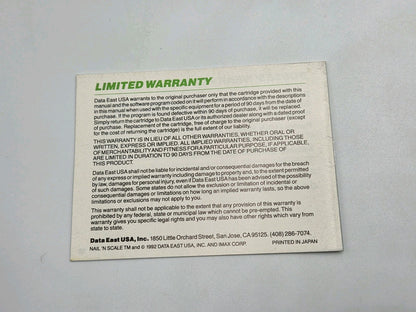 LIMITED WARRANTY
Data East USA warrants to the original purchaser only that the cartridge provided with this
manual and the software program coded on it will perform in accordance with the descriptions
in this manual when used with the specified equipment for a period of 90 days from the date of
purchase. If the program is found defective within 90 days of purchase, it will be replaced.
Simply return the cartridge to Data East USA or its authorized dealer along with a dated proof
of purchase. Replacement of the cartridge, free of charge to the original purchaser (except
for the cost of returning the cartridge) is the full extent of our liability.
THIS WARRANTY IS IN LIEU OF ALL OTHER WARRANTIES, WHETHER ORAL OR
WRITTEN, EXPRESS OR IMPLIED. ALL IMPLIED WARRANTIES, INCLUDING THOSE
OF MERCHANTABILITY AND FITNESS FOR A PARTICULAR PURPOSE, IF APPLICABLE,
ARE LIMITED IN DURATION TO 90 DAYS FROM THE DATE OF PURCHASE OF
THIS PRODUCT.
Data East USA shall not be liable for incidental and/or consequential damages for the breach
of any express or implied warranty including damage to property and, to the extent permitted
by law, damages for personal injury, even if Data East USA has been advised of the possibility
of such damages. Some states do not allow the exclusion or limitation of incidental or
consequential damages or limitations on how long an implied warranty lasts, so the above
limitations or exclusions may not apply to you.
This warranty shall not be applicable to the extent that any provision of this warranty is
prohibited by any federal, state or municipal law which cannot be pre-empted. This
warranty gives you specific legal rights and you may also have other rights which vary from
state to state.
Data East USA, Inc. 1850 Little Orchard Street, San Jose, CA 95125. (408) 286-7074.
NAIL 'N SCALE TM and © 1992 DATA EAST USA, INC. AND IMAX CORP. PRINTED IN JAPAN